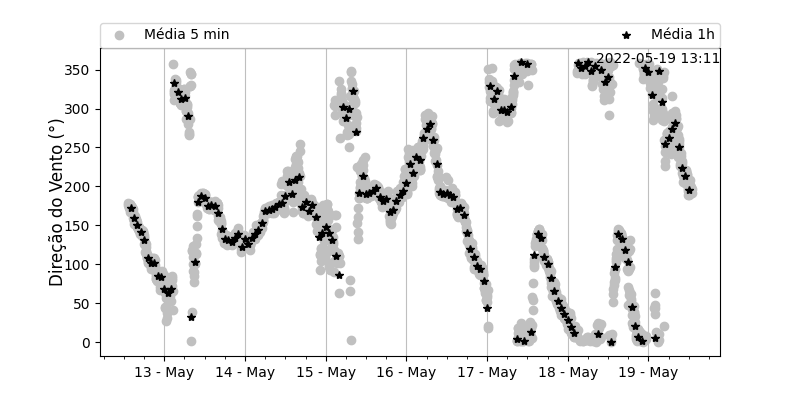 Média 5 min
Média 1h
2022-05-19 13:11
350
300
250
200
150
100
50
0
Direção do Vento (°)
13 - May
14 - May
15 - May
16 - May
17 - May
18 - May
19 - May